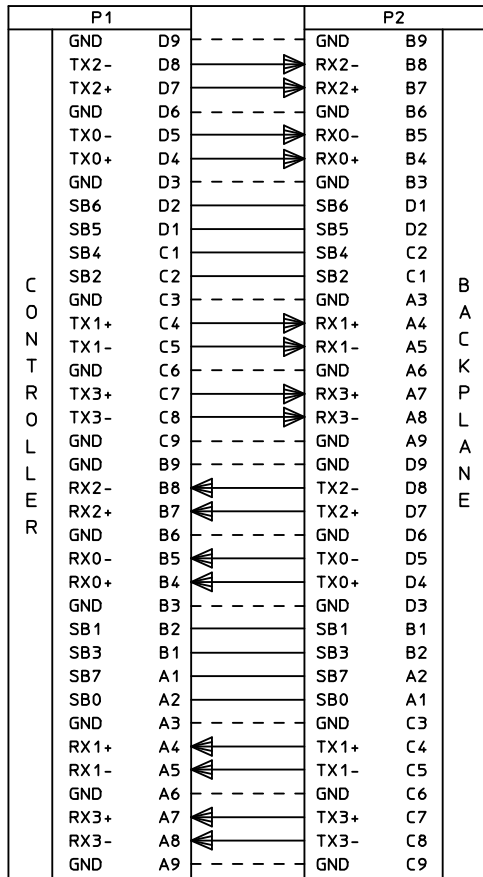 P1 P2
GND D9 GND B9
TX2- D8 RX2- B8
TX2+ D7 RX2+ B7
GND D6 GND B6
TX0- D5 RX0- B5
TX0+ D4 RX0+ B4
GND D3 GND B3
SB6 D2 SB6 D1
SB5 D1 SB5 D2
SB4 C1 SB4 C2
SB2 C2 SB2 C1
GND C3 GND A3
TX1+ C4 RX1+ A4
TX1- C5 RX1- A5
GND C6 GND A6
TX3+ C7 RX3+ A7
TX3- C8 RX3- A8
GND C9 GND A9
GND B9 GND D9
RX2- B8 TX2- D8
RX2+ B7 TX2+ D7
GND B6 GND D6
RX0- B5 TX0- D5
RX0+ B4 TX0+ D4
GND B3 GND D3
SB1 B2 SB1 B1
SB3 B1 SB3 B2
SB7 A1 SB7 A2
SB0 A2 SB0 A1
GND A3 GND C3
RX1+ A4 TX1+ C4
RX1- A5 TX1- C5
GND A6 GND C6
RX3+ A7 TX3+ C7
RX3- A8 TX3- C8
GND A9 GND C9
CONTROLLER
BACKPLANE